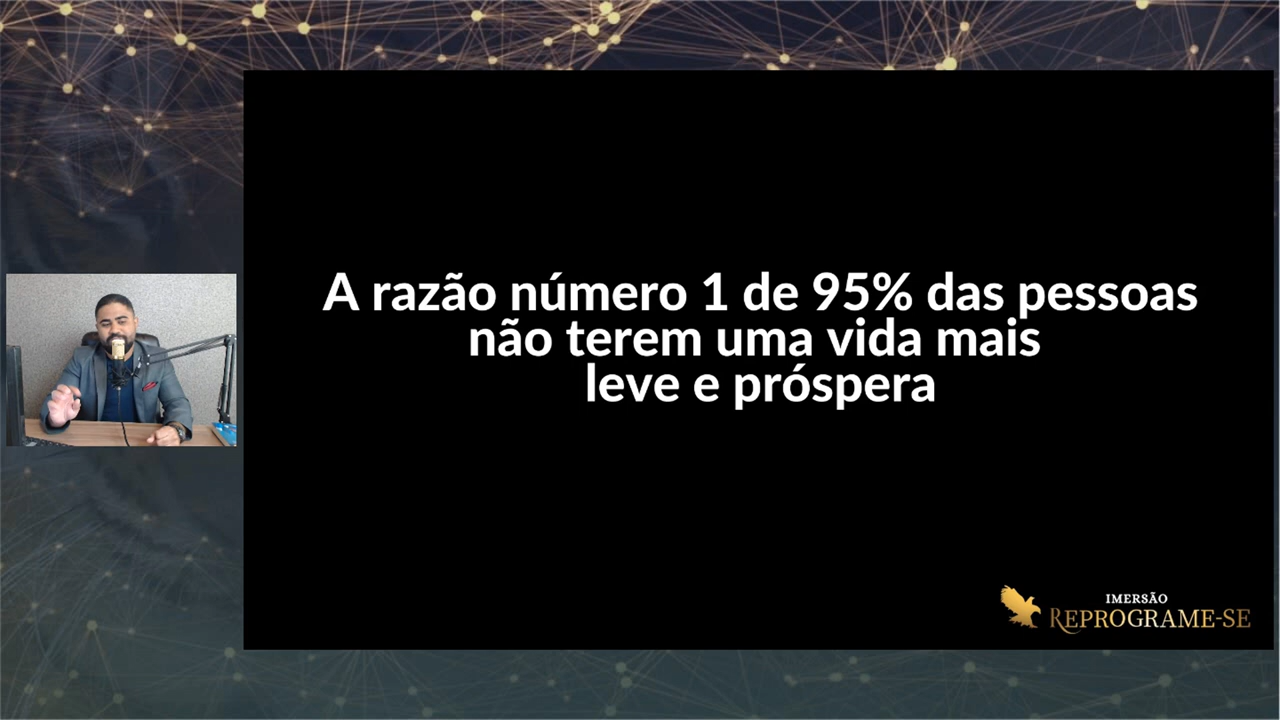 A razão número 1 de 95% das pessoas
não terem uma vida mais
leve e próspera
IMERSÃO
REPROGRAME-SE